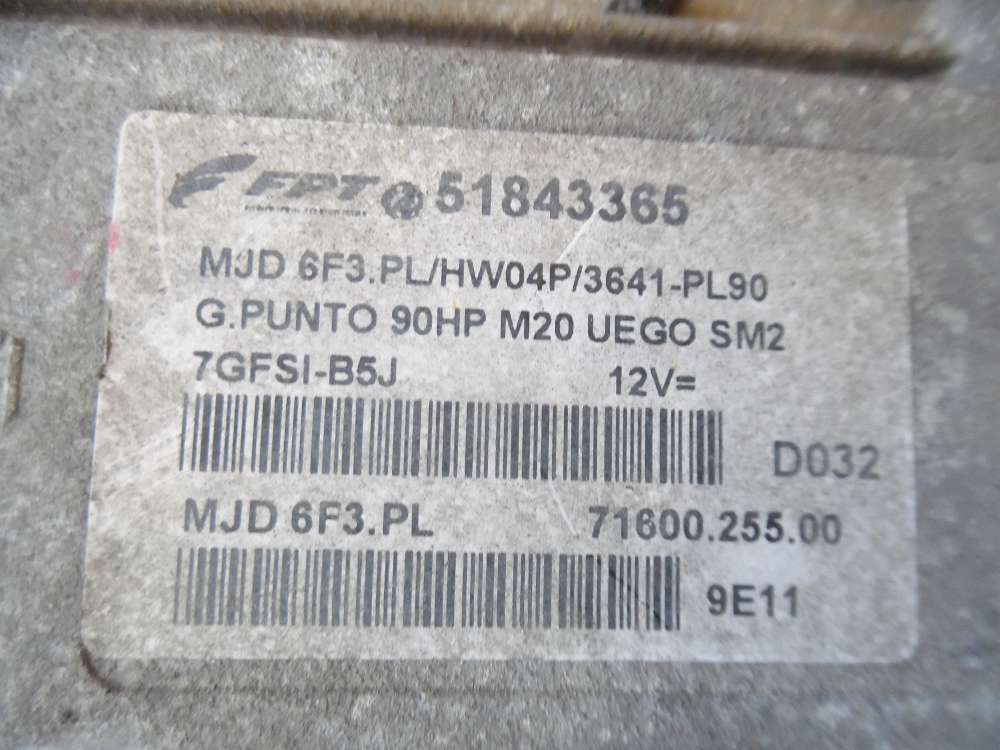 FPT 51843365
MJD 6F3.PL/HW04P/3641-PL90
G.PUNTO 90HP M20 UEGO SM2
7GFSI-B5J 12V=
D032
MJD 6F3.PL 71600.255.00
9E11